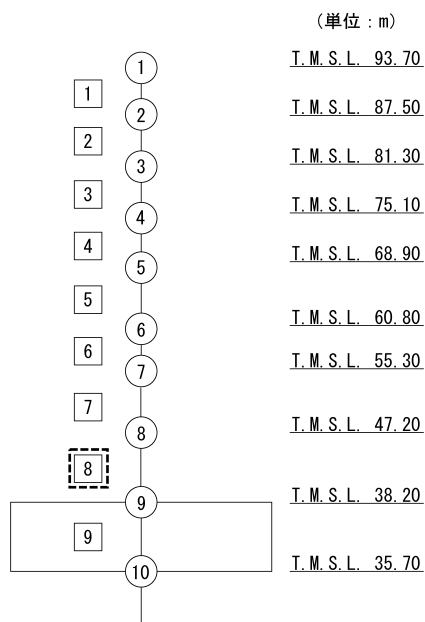 （単位：m）
① T.M.S.L. 93.70
1
② T.M.S.L. 87.50
2
③ T.M.S.L. 81.30
3
④ T.M.S.L. 75.10
4
⑤ T.M.S.L. 68.90
5
⑥ T.M.S.L. 60.80
6
⑦ T.M.S.L. 55.30
7
⑧ T.M.S.L. 47.20
8
⑨ T.M.S.L. 38.20
9
⑩ T.M.S.L. 35.70